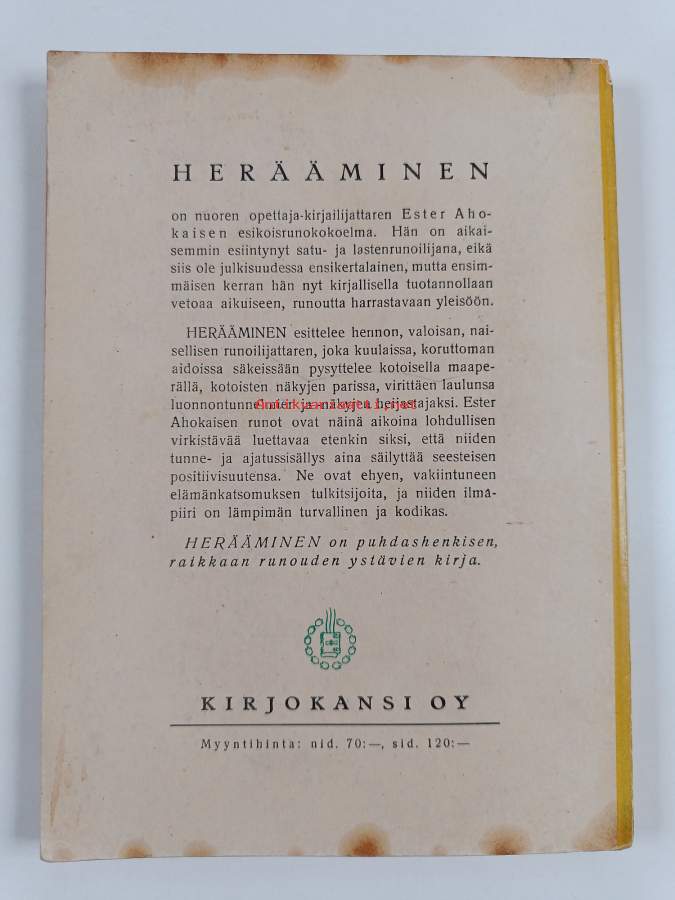 HERÄÄMINEN
on nuoren opettaja-kirjailijattaren Ester Aho-
kaisen esikoisrunokokoelma. Hän on aikai-
semmin esiintynyt satu- ja lastenrunoilijana, eikä
siis ole julkisuudessa ensikertalainen, mutta ensim-
mäisen kerran hän nyt kirjallisella tuotannollaan
vetoaa aikuiseen, runoutta harrastavaan yleisöön.
HERÄÄMINEN esittelee hennon, valoisan, nai-
sellisen runoilijattaren, joka kuulaissa, koruttoman
aidoissa säkeissään pysyttelee kotoisella maape-
rällä, kotoisten näkyjen parissa, virittäen laulunsa
luonnontunnelmien ja näkyjen heijastajaksi. Ester
Antikvariaatti.net
Ahokaisen runot ovat näinä aikoina lohdullisen
virkistävää luettavaa etenkin siksi, että niiden
tunne- ja ajatussisällys aina säilyttää seesteisen
positiivisuutensa. Ne ovat ehyen, vakiintuneen
elämänkatsomuksen tulkitsijoita, ja niiden ilma-
piiri on lämpimän turvallinen ja kodikas.
HERÄÄMINEN on puhdashenkisen,
raikkaan runouden ystävien kirja.
KIRJOKANSI OY
Myyntihinta: nid. 70:—, sid. 120:—